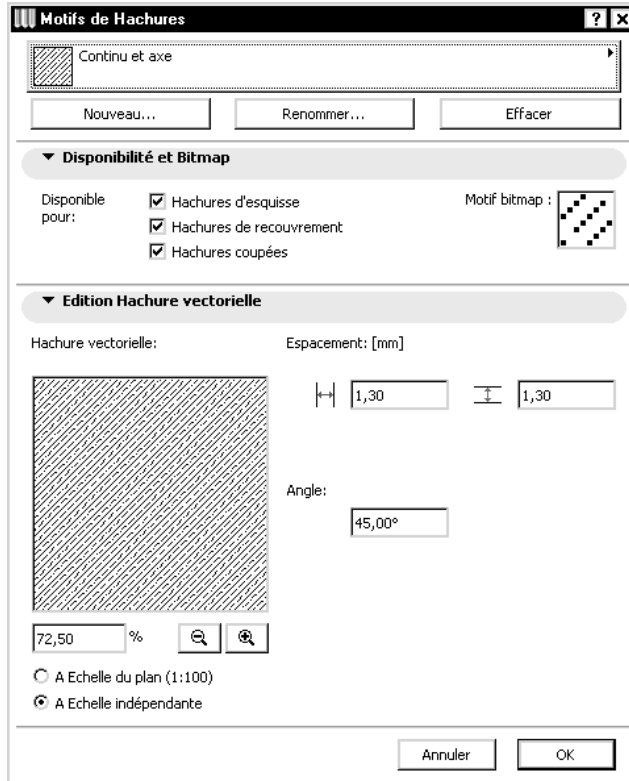 Motifs de Hachures
? X
Continu et axe
Nouveau... Renommer... Effacer
Disponibilité et Bitmap
Disponible pour:
Hachures d'esquisse
Hachures de recouvrement
Hachures coupées
Motif bitmap :
Edition Hachure vectorielle
Hachure vectorielle:
Espacement: [mm]
1,30 1,30
Angle:
45,00°
72,50 %
A Echelle du plan (1:100)
A Echelle indépendante
Annuler OK